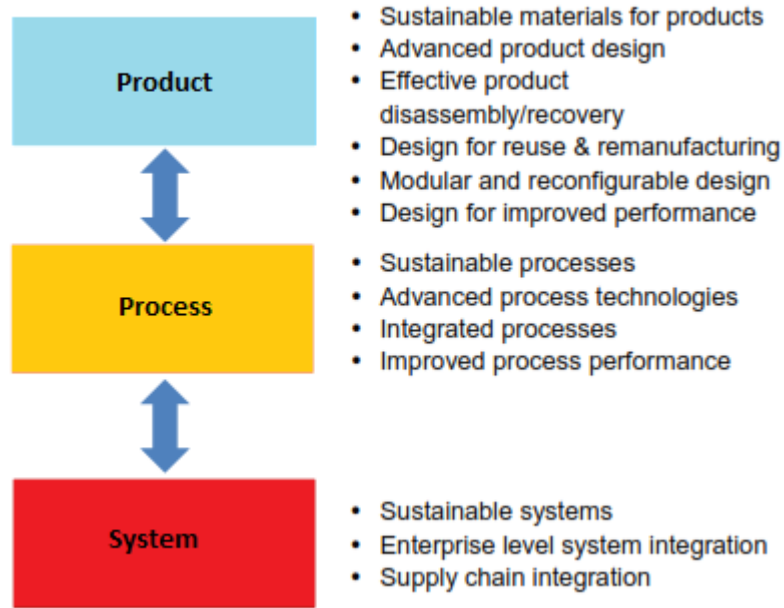 Product
• Sustainable materials for products
• Advanced product design
• Effective product
disassembly/recovery
• Design for reuse & remanufacturing
• Modular and reconfigurable design
• Design for improved performance
Process
• Sustainable processes
• Advanced process technologies
• Integrated processes
• Improved process performance
System
• Sustainable systems
• Enterprise level system integration
• Supply chain integration